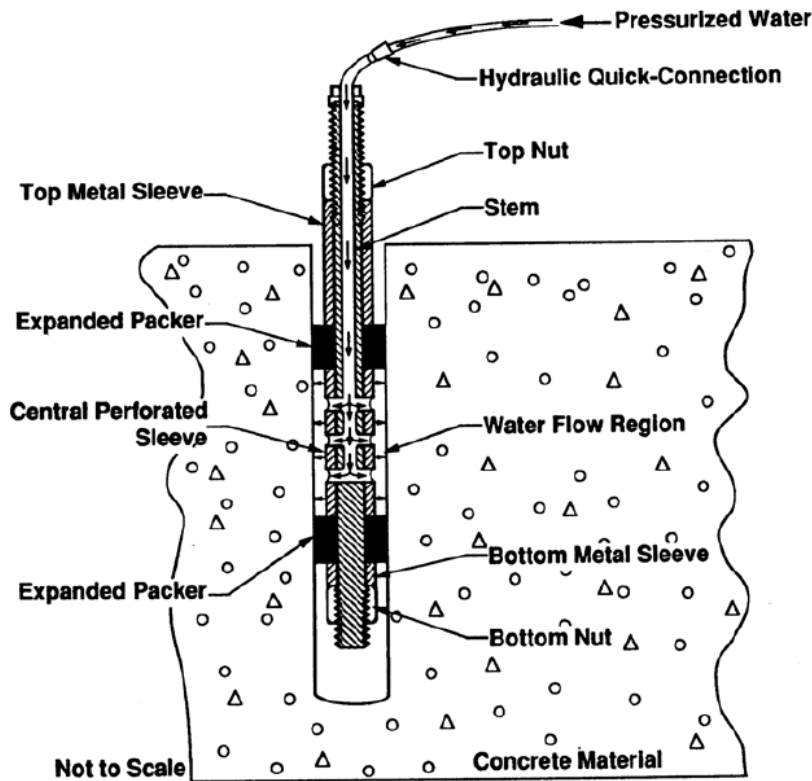 Pressurized Water
Hydraulic Quick-Connection
Top Nut
Top Metal Sleeve
Stem
Expanded Packer
Central Perforated
Sleeve
Water Flow Region
Bottom Metal Sleeve
Expanded Packer
Bottom Nut
Not to Scale
Concrete Material